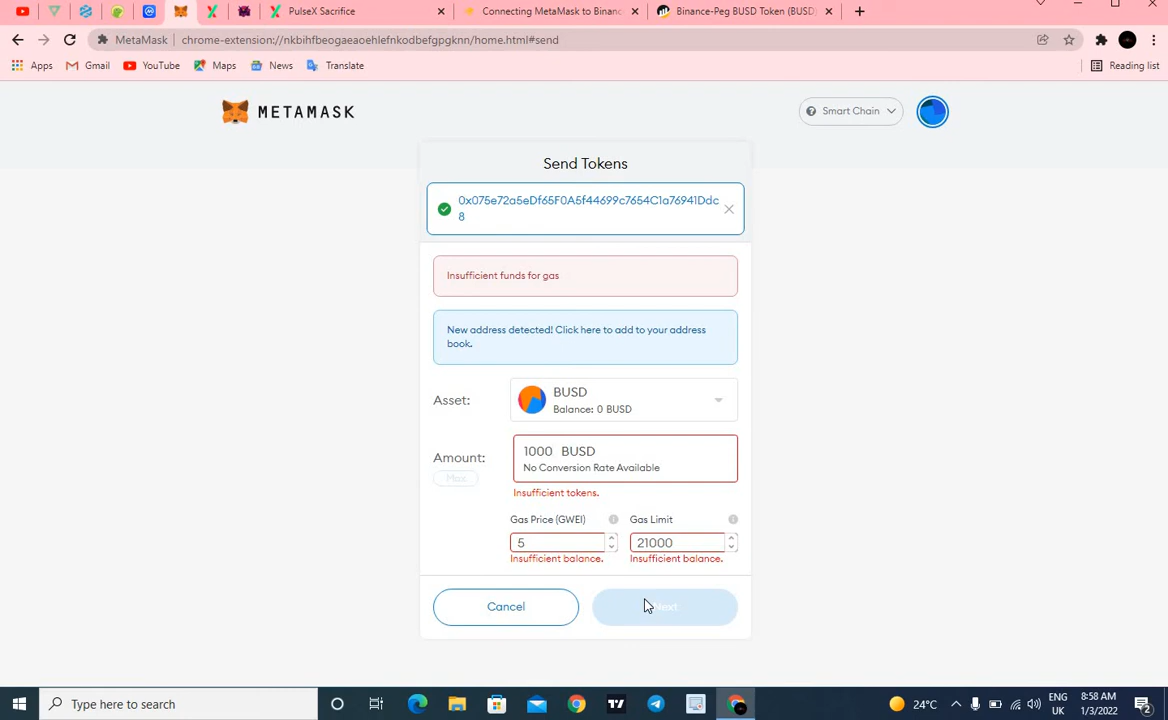 PulseX Sacrifice
Connecting MetaMask to Binanc
Binance-Peg BUSD Token (BUSD)
MetaMask | chrome-extension://nkbihfbeogaeaoehlefnkodbefgpgknn/home.html#send
Apps
Gmail
YouTube
Maps
News
Translate
Reading list
METAMASK
Smart Chain
Send Tokens
0x075e72a5eDf65F0A5f44699c7654C1a76941Ddc
8
Insufficient funds for gas
New address detected! Click here to add to your address
book.
Asset:
BUSD
Balance: 0 BUSD
Amount:
Max
1000 BUSD
No Conversion Rate Available
Insufficient tokens.
Gas Price (GWEI)
Gas Limit
5
21000
Insufficient balance.
Insufficient balance.
Cancel
Next
Type here to search
24°C
ENG
UK
8:58 AM
1/3/2022
2